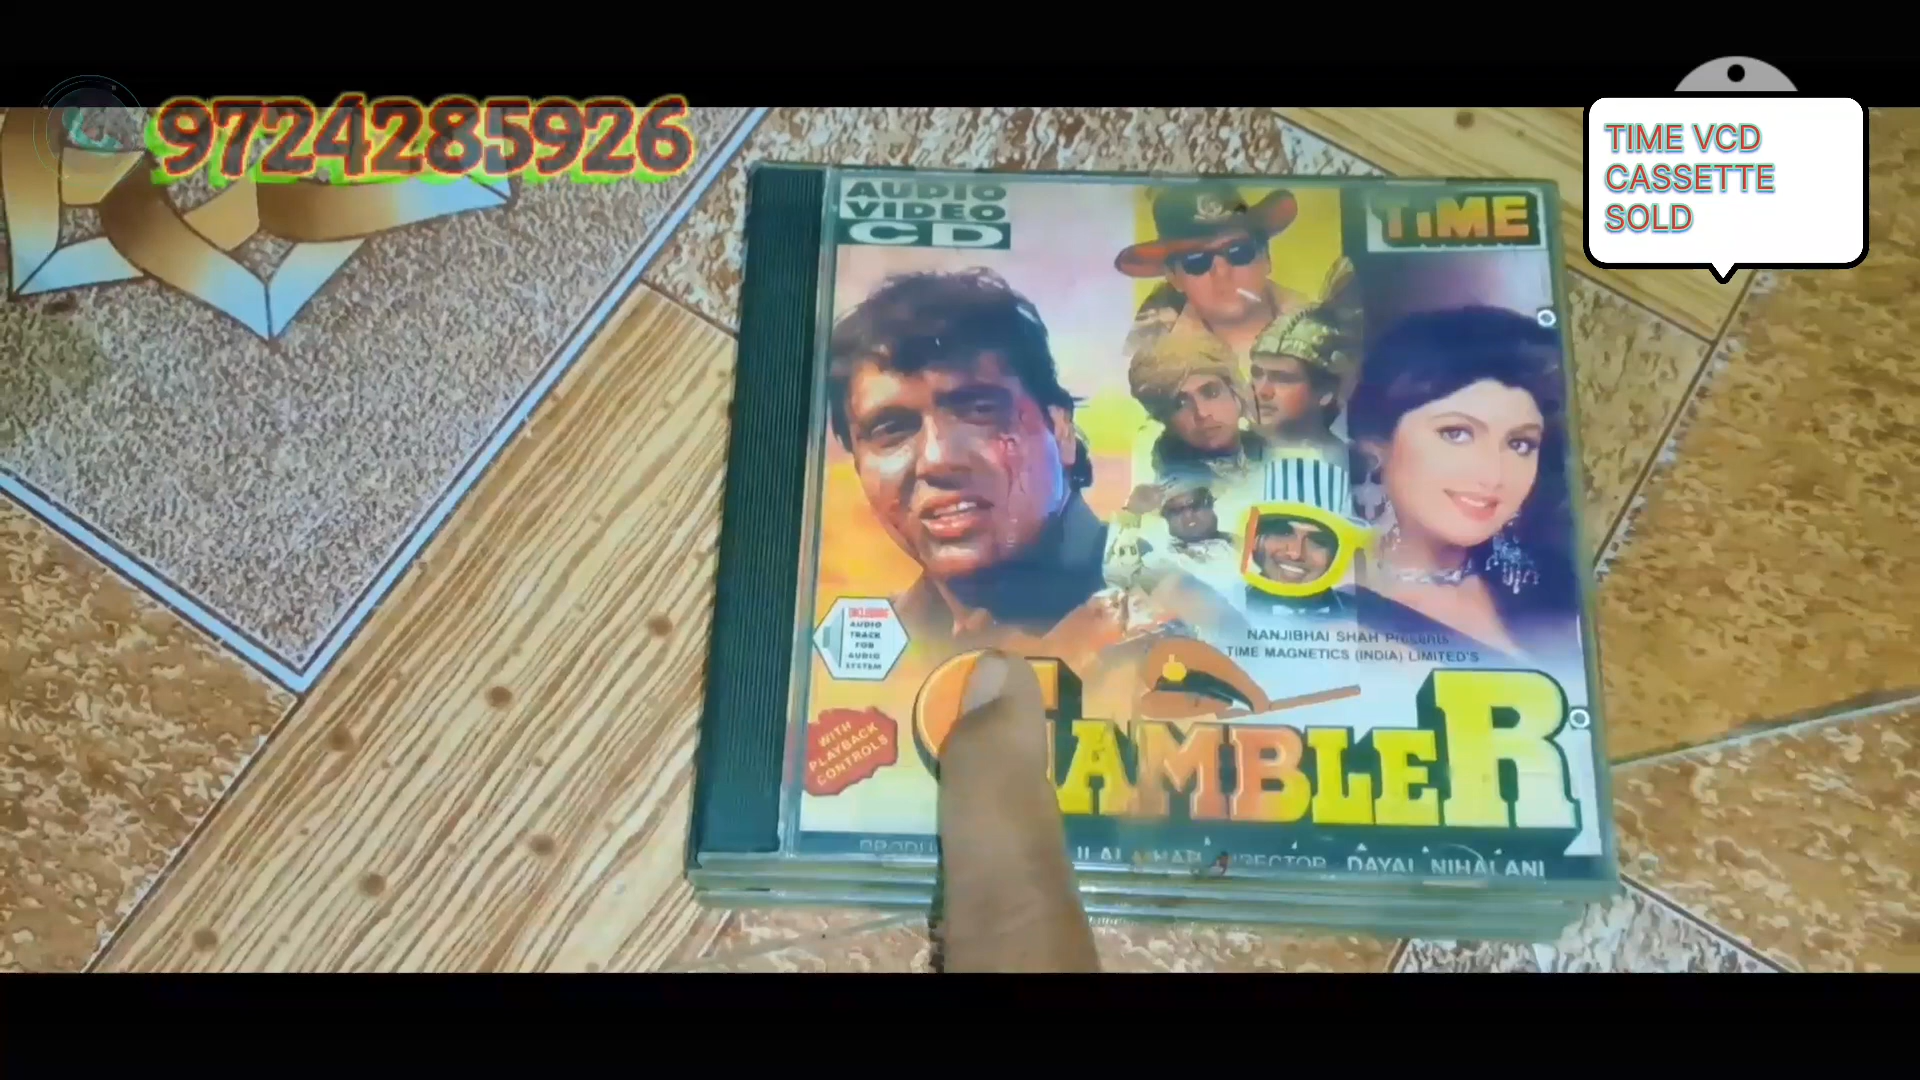 9724285926
TIME VCD
CASSETTE
SOLD
AUDIO
VIDEO
CD
TIME
NANJIBHAI SHAH Presents
TIME MAGNETICS (INDIA) LIMITED'S
AUDIO
TRACK
FOR
AUDIO
SYSTEM
WITH
PLAYBACK
CONTROLS
GAMBLER
DAYAL NIHALANI